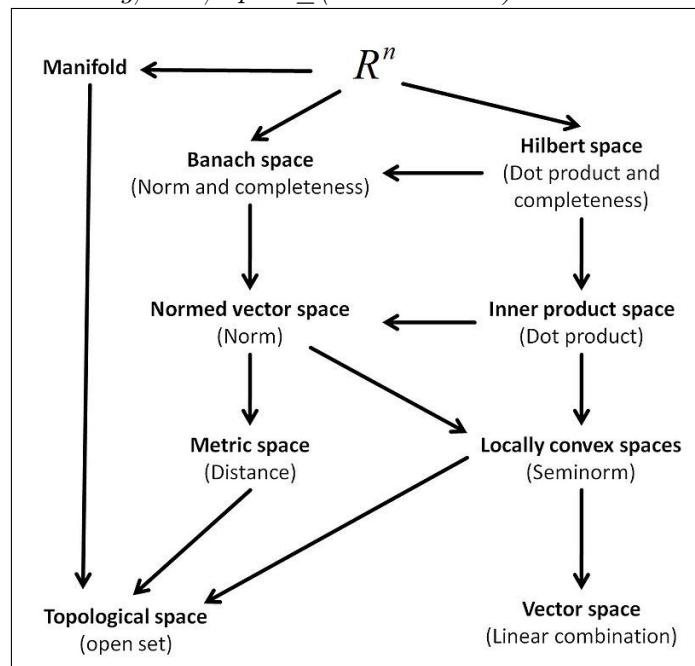 Manifold
Rⁿ
Banach space
(Norm and completeness)
Hilbert space
(Dot product and
completeness)
Normed vector space
(Norm)
Inner product space
(Dot product)
Metric space
(Distance)
Locally convex spaces
(Seminorm)
Topological space
(open set)
Vector space
(Linear combination)